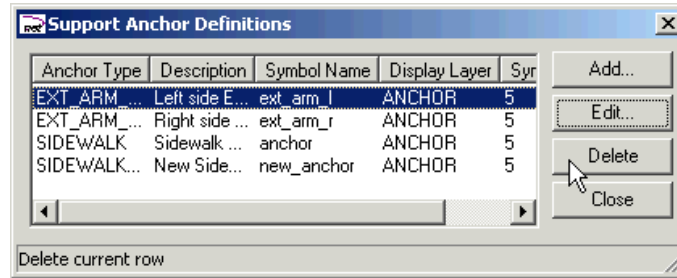 Support Anchor Definitions
Anchor Type Description Symbol Name Display Layer Syr
EXT_ARM_... Left side E... ext_arm_l ANCHOR 5
EXT_ARM_... Right side ... ext_arm_r ANCHOR 5
SIDEWALK Sidewalk ... anchor ANCHOR 5
SIDEWALK... New Side... new_anchor ANCHOR 5
Add...
Edit...
Delete
Close
Delete current row